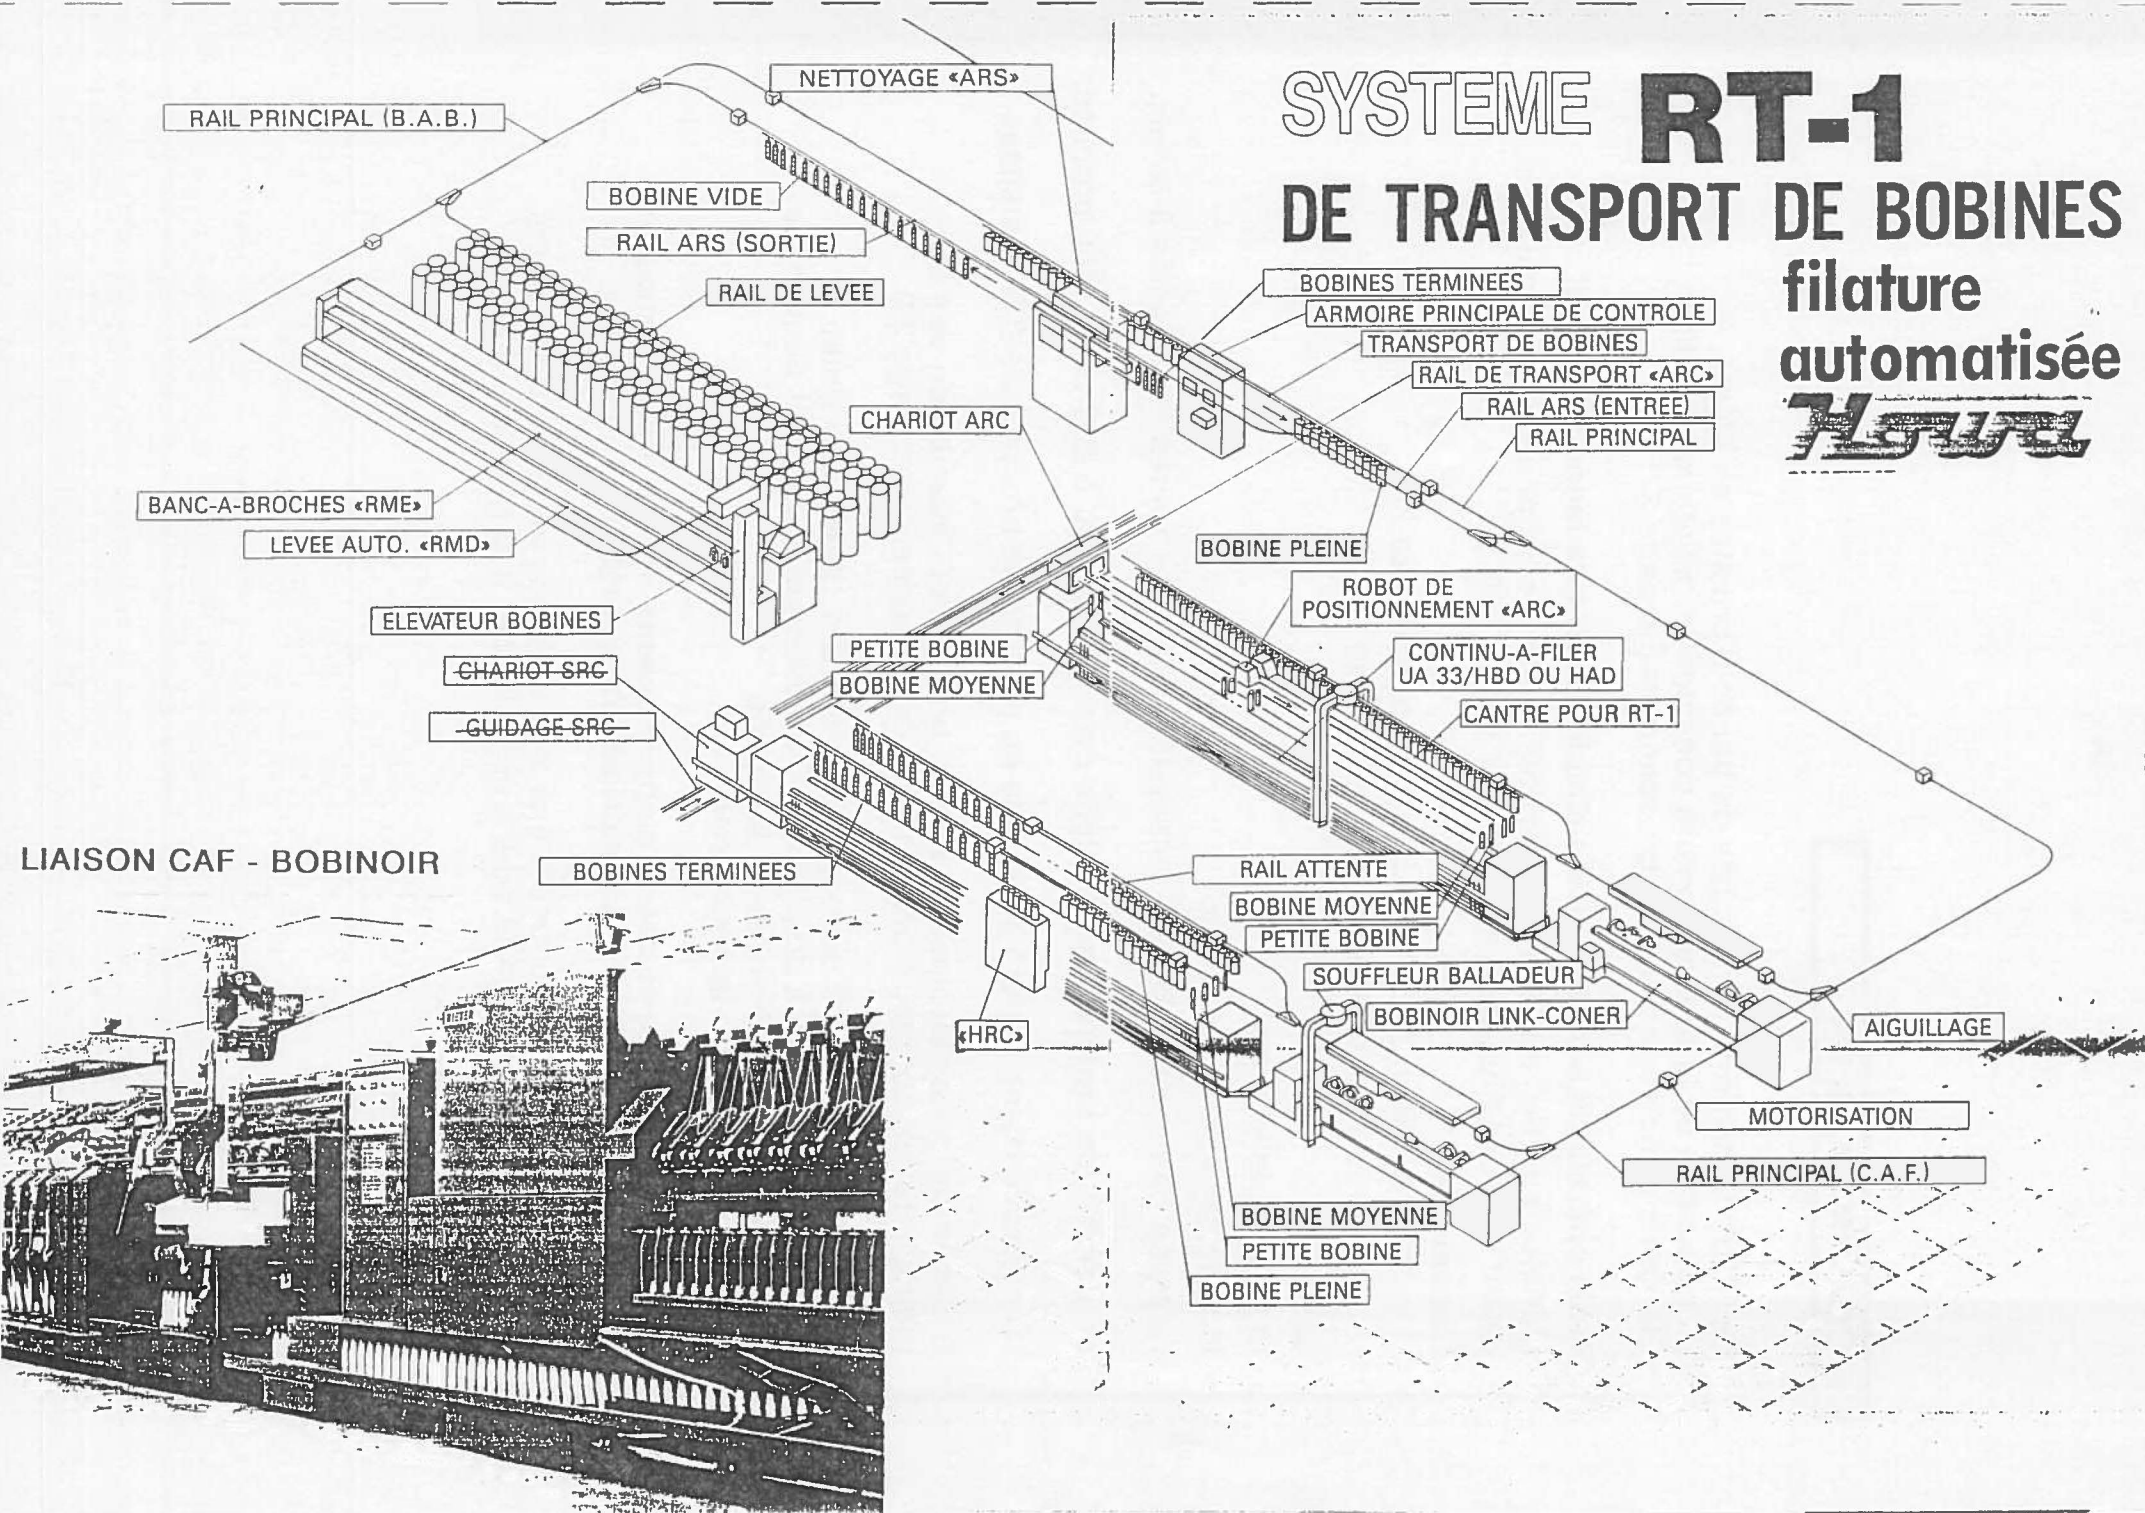 SYSTEME RT-1
DE TRANSPORT DE BOBINES
filature
automatisée
Howa
NETTOYAGE «ARS»
RAIL PRINCIPAL (B.A.B.)
BOBINE VIDE
RAIL ARS (SORTIE)
RAIL DE LEVEE
BOBINES TERMINEES
ARMOIRE PRINCIPALE DE CONTROLE
TRANSPORT DE BOBINES
RAIL DE TRANSPORT «ARC»
RAIL ARS (ENTREE)
RAIL PRINCIPAL
CHARIOT ARC
BANC-A-BROCHES «RME»
LEVEE AUTO. «RMD»
BOBINE PLEINE
ROBOT DE
POSITIONNEMENT «ARC»
ELEVATEUR BOBINES
PETITE BOBINE
BOBINE MOYENNE
CONTINU-A-FILER
UA 33/HBD OU HAD
CHARIOT SRC
GUIDAGE SRC
CANTRE POUR RT-1
LIAISON CAF - BOBINOIR
BOBINES TERMINEES
RAIL ATTENTE
BOBINE MOYENNE
PETITE BOBINE
SOUFFLEUR BALLADEUR
BOBINOIR LINK-CONER
AIGUILLAGE
«HRC»
MOTORISATION
RAIL PRINCIPAL (C.A.F.)
BOBINE MOYENNE
PETITE BOBINE
BOBINE PLEINE
RIETER